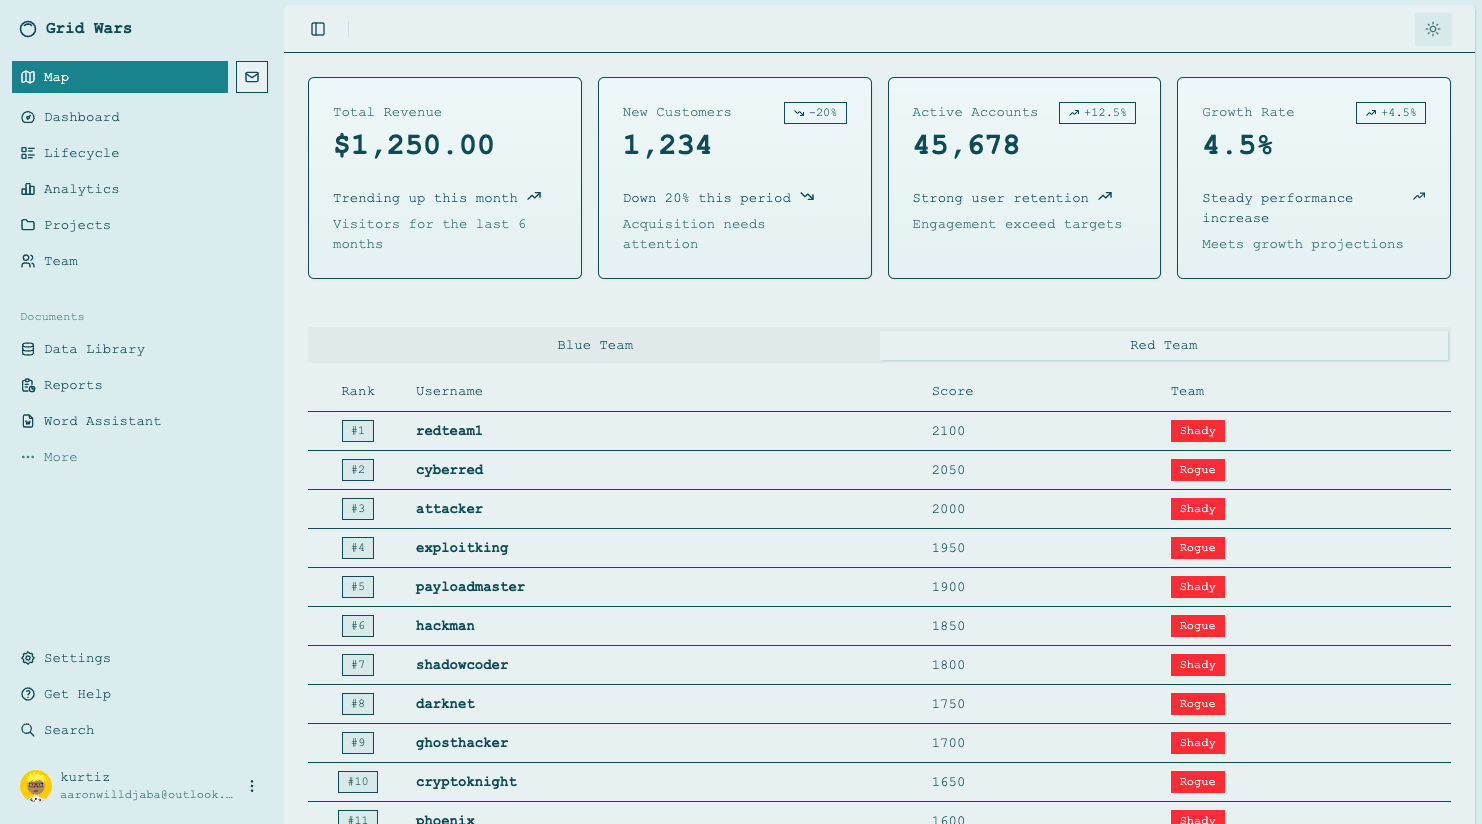 Grid Wars
Map
Dashboard
Lifecycle
Analytics
Projects
Team
Documents
Data Library
Reports
Word Assistant
More
Settings
Get Help
Search
kurtiz
aaronwilldjaba@outlook.…
Total Revenue
$1,250.00
Trending up this month
Visitors for the last 6
months
New Customers
-20%
1,234
Down 20% this period
Acquisition needs
attention
Active Accounts
+12.5%
45,678
Strong user retention
Engagement exceed targets
Growth Rate
+4.5%
4.5%
Steady performance
increase
Meets growth projections
Blue Team Red Team
Rank Username Score Team
#1 redteam1 2100 Shady
#2 cyberred 2050 Rogue
#3 attacker 2000 Shady
#4 exploitking 1950 Rogue
#5 payloadmaster 1900 Shady
#6 hackman 1850 Rogue
#7 shadowcoder 1800 Shady
#8 darknet 1750 Rogue
#9 ghosthacker 1700 Shady
#10 cryptoknight 1650 Rogue
#11 phoenix 1600 Shady